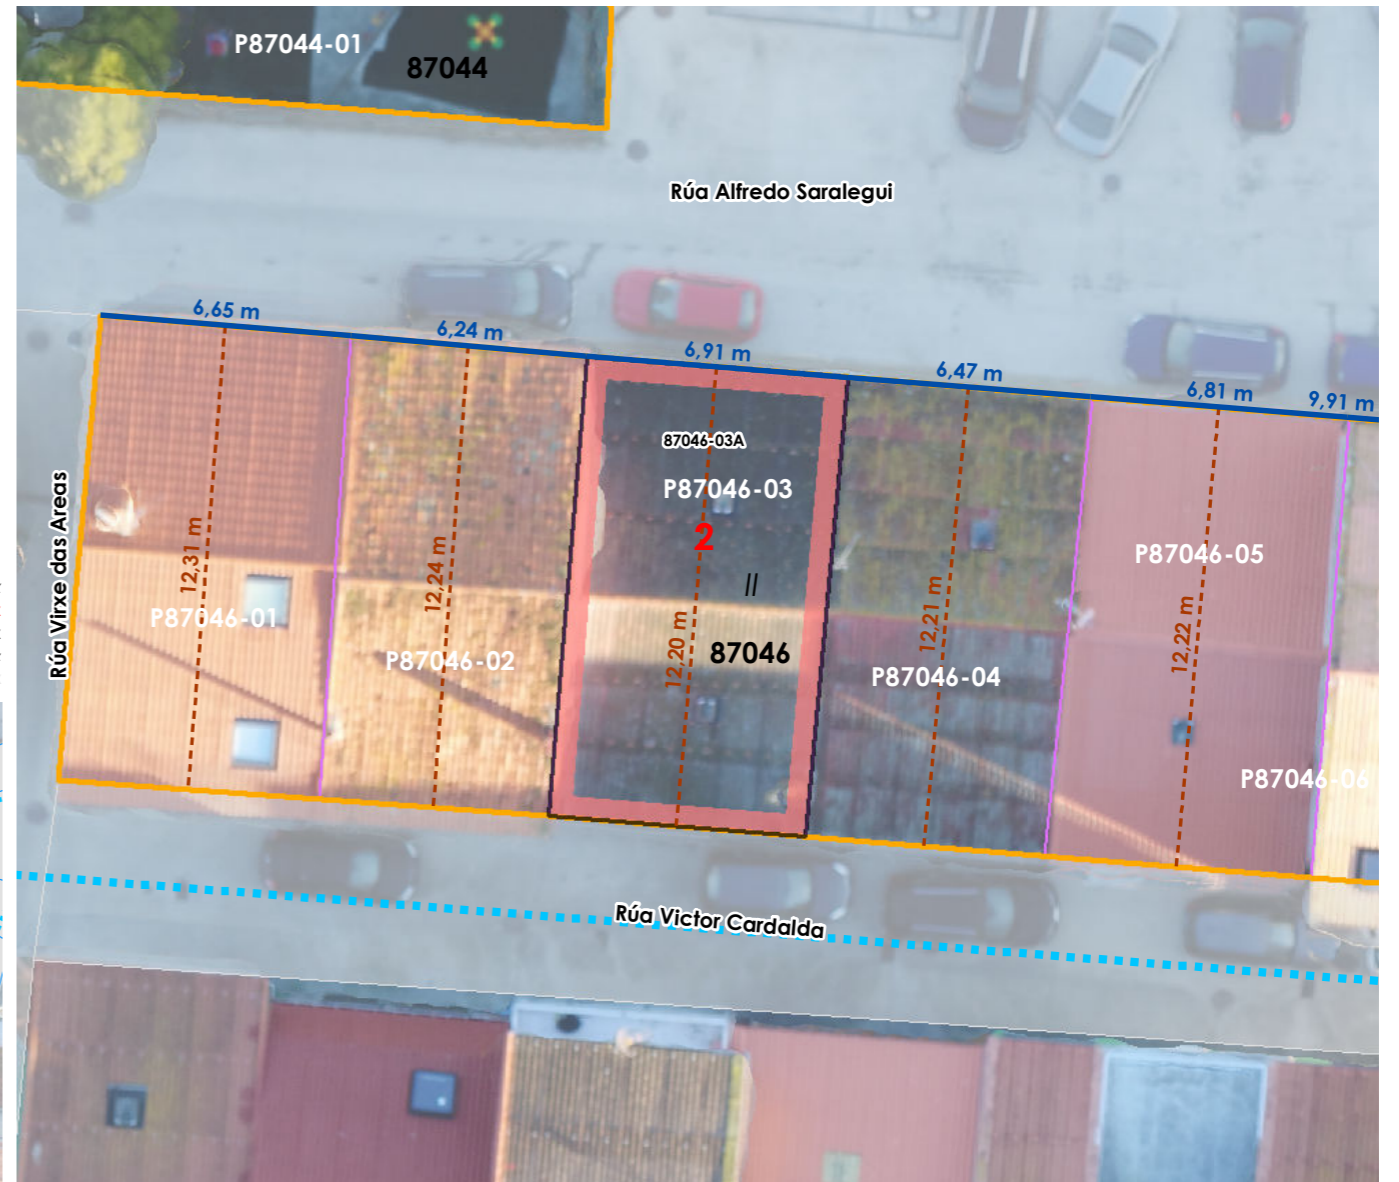 P87044-01
87044
Rúa Alfredo Saralegui
6,65 m
6,24 m
6,91 m
6,47 m
6,81 m
9,91 m
87046-03A
P87046-03
2
II
87046
12,31 m
12,24 m
12,20 m
12,21 m
12,22 m
P87046-01
P87046-02
P87046-04
P87046-05
P87046-06
Rúa Virxe das Areas
Rúa Victor Cardalda